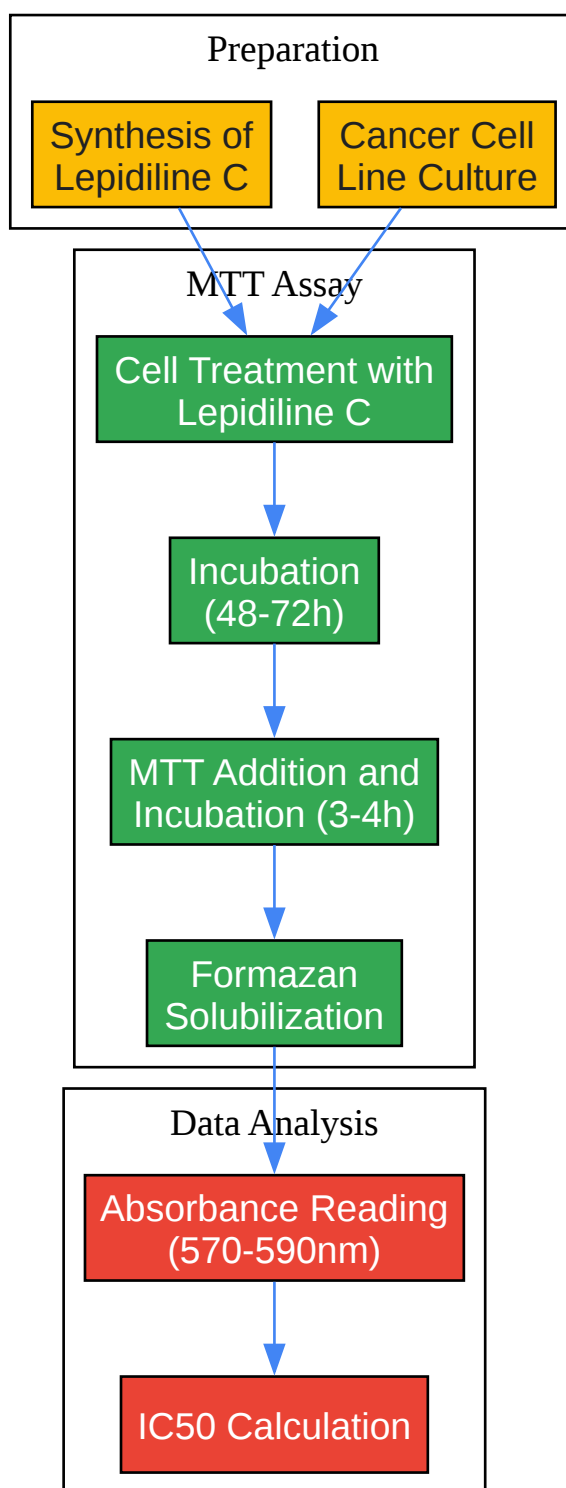 Preparation
Synthesis of
Lepidiline C
Cancer Cell
Line Culture
MTT Assay
Cell Treatment with
Lepidiline C
Incubation
(48-72h)
MTT Addition and
Incubation (3-4h)
Formazan
Solubilization
Data Analysis
Absorbance Reading
(570-590nm)
IC50 Calculation